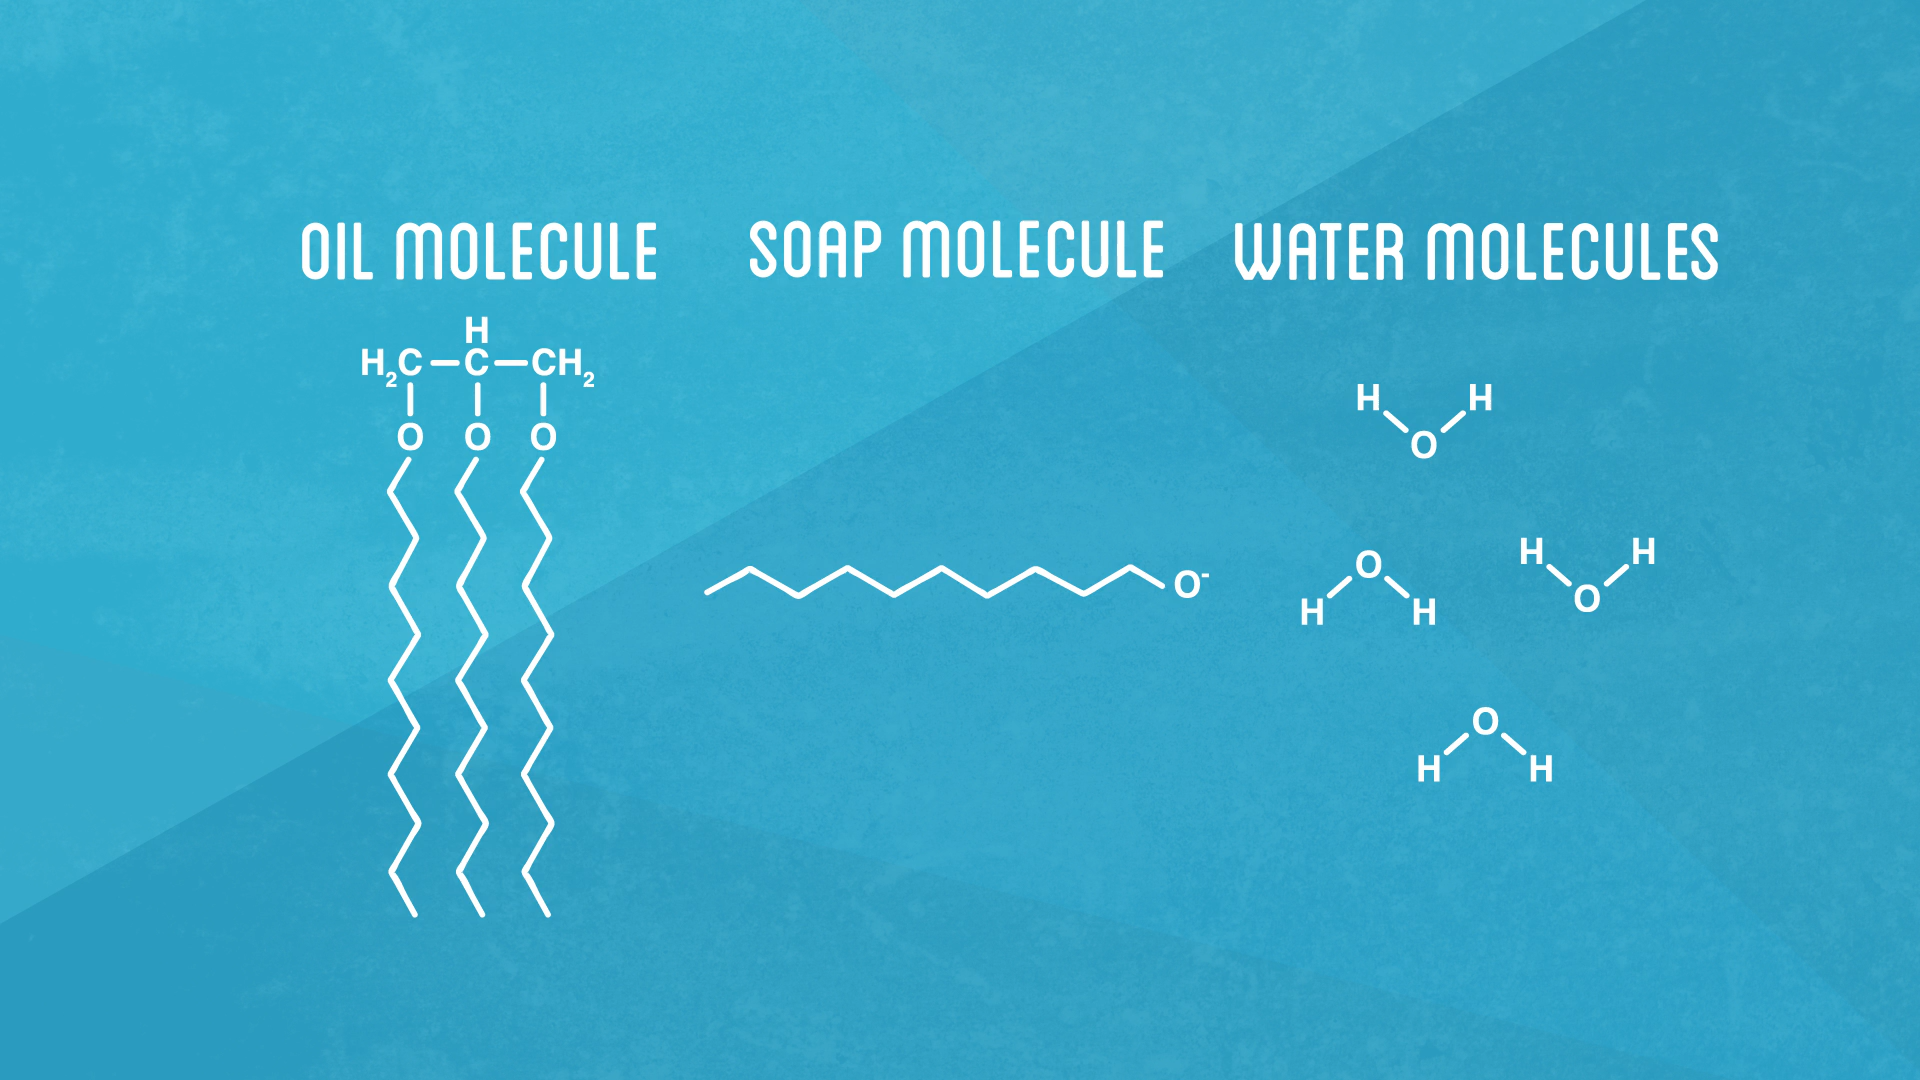 OIL MOLECULE
SOAP MOLECULE
WATER MOLECULES
H
H₂C C CH₂
O O O
O⁻
H H
O
O
H H
H H
O
O
H H